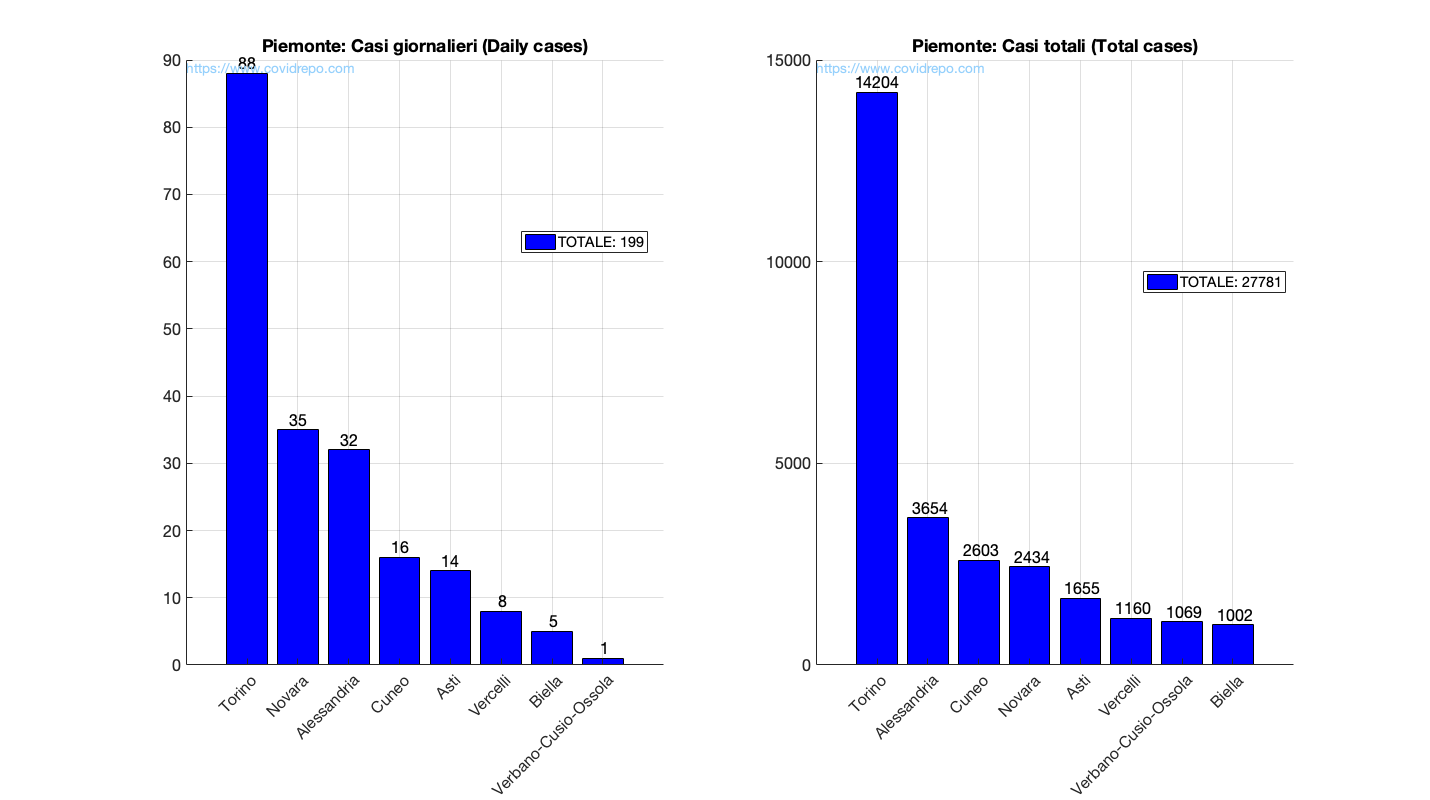 Piemonte: Casi giornalieri (Daily cases)
https://www.covidrepo.com
90
80
70
60
50
40
30
20
10
0
88
35
32
16
14
8
5
1
TOTALE: 199
Torino
Novara
Alessandria
Cuneo
Asti
Vercelli
Biella
Verbano-Cusio-Ossola
Piemonte: Casi totali (Total cases)
https://www.covidrepo.com
15000
10000
5000
0
14204
3654
2603
2434
1655
1160
1069
1002
TOTALE: 27781
Torino
Alessandria
Cuneo
Novara
Asti
Vercelli
Verbano-Cusio-Ossola
Biella